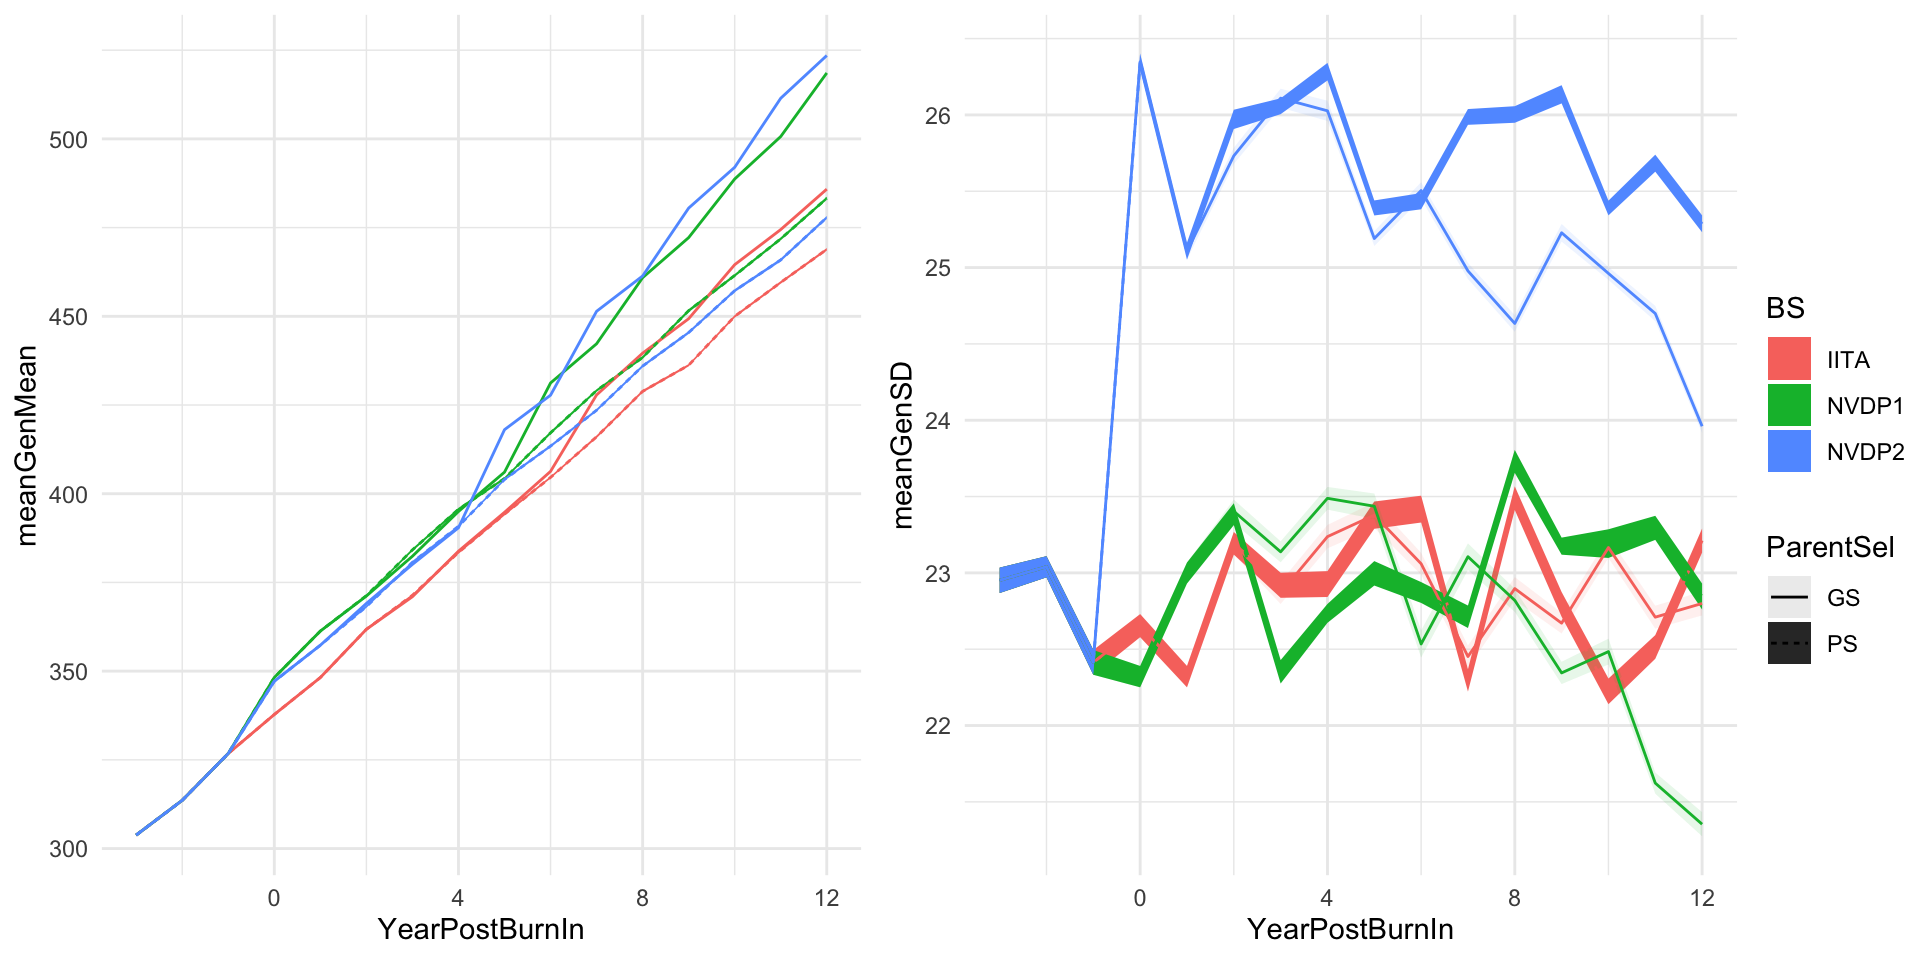 meanGenMean
500
450
400
350
300
0 4 8 12
YearPostBurnIn
meanGenSD
26
25
24
23
22
0 4 8 12
YearPostBurnIn
BS
IITA
NVDP1
NVDP2
ParentSel
GS
PS